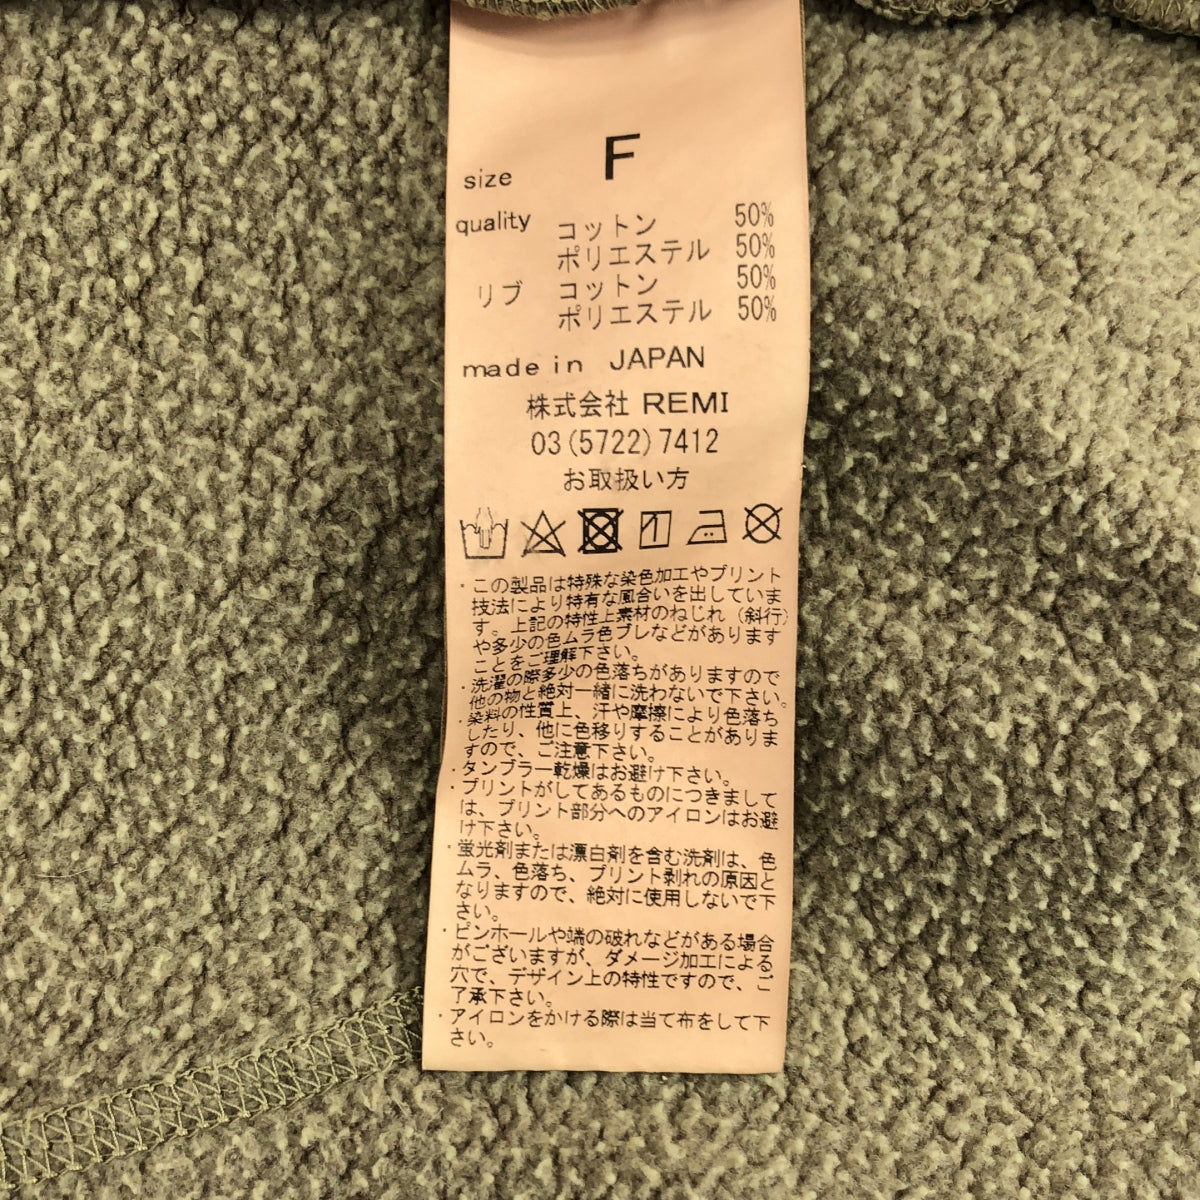 size F
quality コットン 50%
ポリエステル 50%
リブ コットン 50%
ポリエステル 50%
made in JAPAN
株式会社 REMI
03(5722)7412
お取扱い方
・この製品は特殊な染色加工やプリント
技法により特有な風合いを出していま
す。上記の特性上素材のねじれ（斜行）
や多少の色ムラ色ブレなどがあります
ことをご理解下さい。
・洗濯の際多少の色落ちがありますので
他の物と絶対一緒に洗わないで下さい。
・染料の性質上、汗や摩擦により色落ち
したり、他に色移りすることがありま
すので、ご注意下さい。
・タンブラー乾燥はお避け下さい。
・プリントがしてあるものにつきまして
は、プリント部分へのアイロンはお避
け下さい。
・蛍光剤または漂白剤を含む洗剤は、色
ムラ、色落ち、プリント剥れの原因と
なりますので、絶対に使用しないで下
さい。
・ピンホールや端の破れなどがある場合
がございますが、ダメージ加工による
穴で、デザイン上の特性ですので、ご
了承下さい。
・アイロンをかける際は当て布をして下
さい。